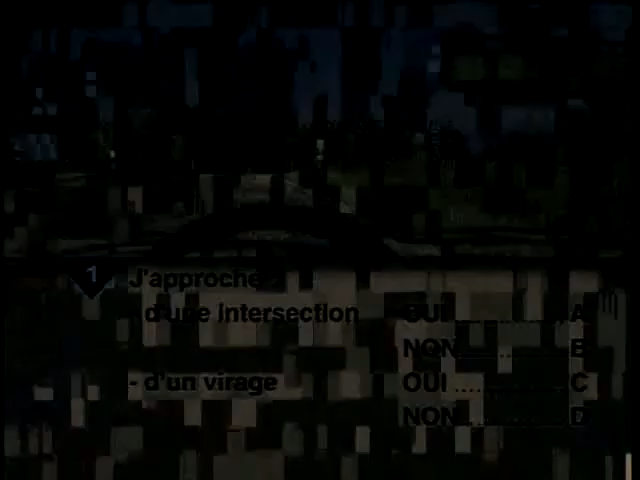 1 J'approche
d'une intersection OUI ............ A
NON ............ B
- d'un virage OUI ............ C
NON ............ D